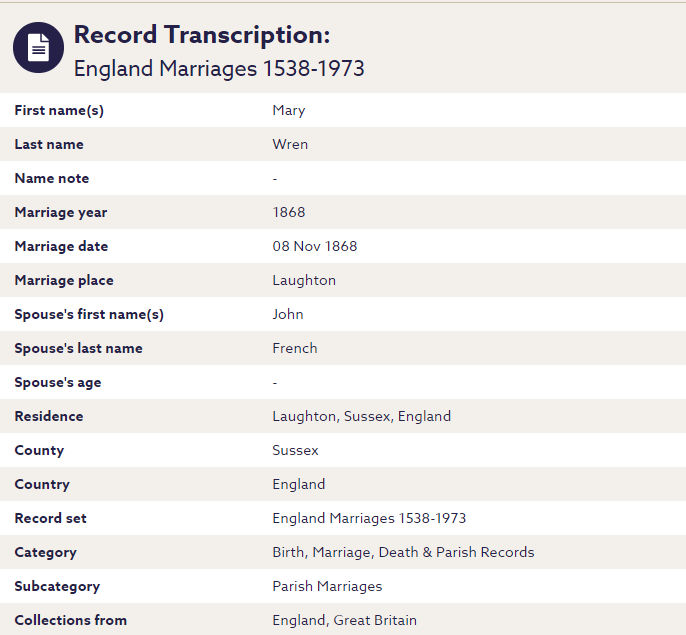 Record Transcription:
England Marriages 1538-1973
First name(s) Mary
Last name Wren
Name note -
Marriage year 1868
Marriage date 08 Nov 1868
Marriage place Laughton
Spouse's first name(s) John
Spouse's last name French
Spouse's age -
Residence Laughton, Sussex, England
County Sussex
Country England
Record set England Marriages 1538-1973
Category Birth, Marriage, Death & Parish Records
Subcategory Parish Marriages
Collections from England, Great Britain